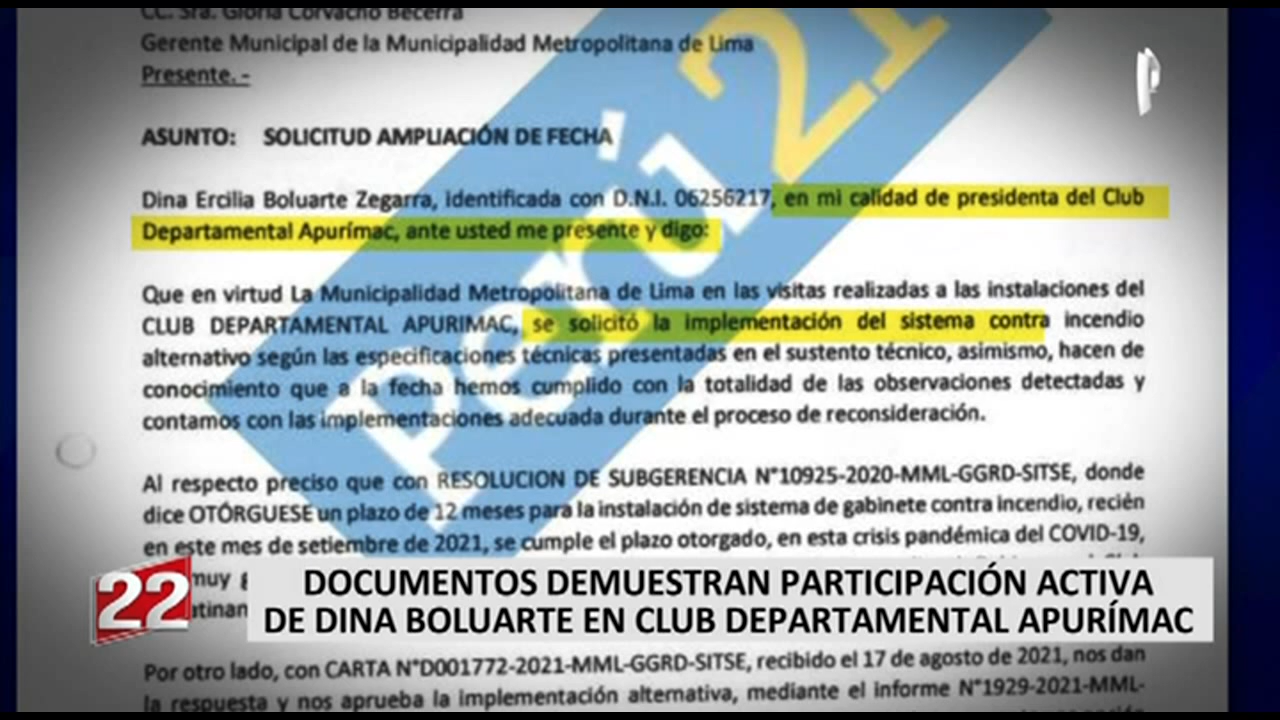 CC. Sra. Gloria Corvacho Becerra
Gerente Municipal de la Municipalidad Metropolitana de Lima
Presente. -
ASUNTO: SOLICITUD AMPLIACIÓN DE FECHA
Dina Ercilia Boluarte Zegarra, identificada con D.N.I. 06256217, en mi calidad de presidenta del Club
Departamental Apurímac, ante usted me presente y digo:
Que en virtud La Municipalidad Metropolitana de Lima en las visitas realizadas a las instalaciones del
CLUB DEPARTAMENTAL APURIMAC, se solicitó la implementación del sistema contra incendio
alternativo según las especificaciones técnicas presentadas en el sustento técnico, asimismo, hacen de
conocimiento que a la fecha hemos cumplido con la totalidad de las observaciones detectadas y
contamos con las implementaciones adecuada durante el proceso de reconsideración.
Al respecto preciso que con RESOLUCION DE SUBGERENCIA N°10925-2020-MML-GGRD-SITSE, donde
dice OTÓRGUESE un plazo de 12 meses para la instalación de sistema de gabinete contra incendio, recién
en este mes de setiembre de 2021, se cumple el plazo otorgado, en esta crisis pandémica del COVID-19,
muy
Por otro lado, con CARTA N°D001772-2021-MML-GGRD-SITSE, recibido el 17 de agosto de 2021, nos dan
la respuesta y nos aprueba la implementación alternativa, mediante el informe N°1929-2021-MML-
Perú 21
P
22
DOCUMENTOS DEMUESTRAN PARTICIPACIÓN ACTIVA
DE DINA BOLUARTE EN CLUB DEPARTAMENTAL APURÍMAC